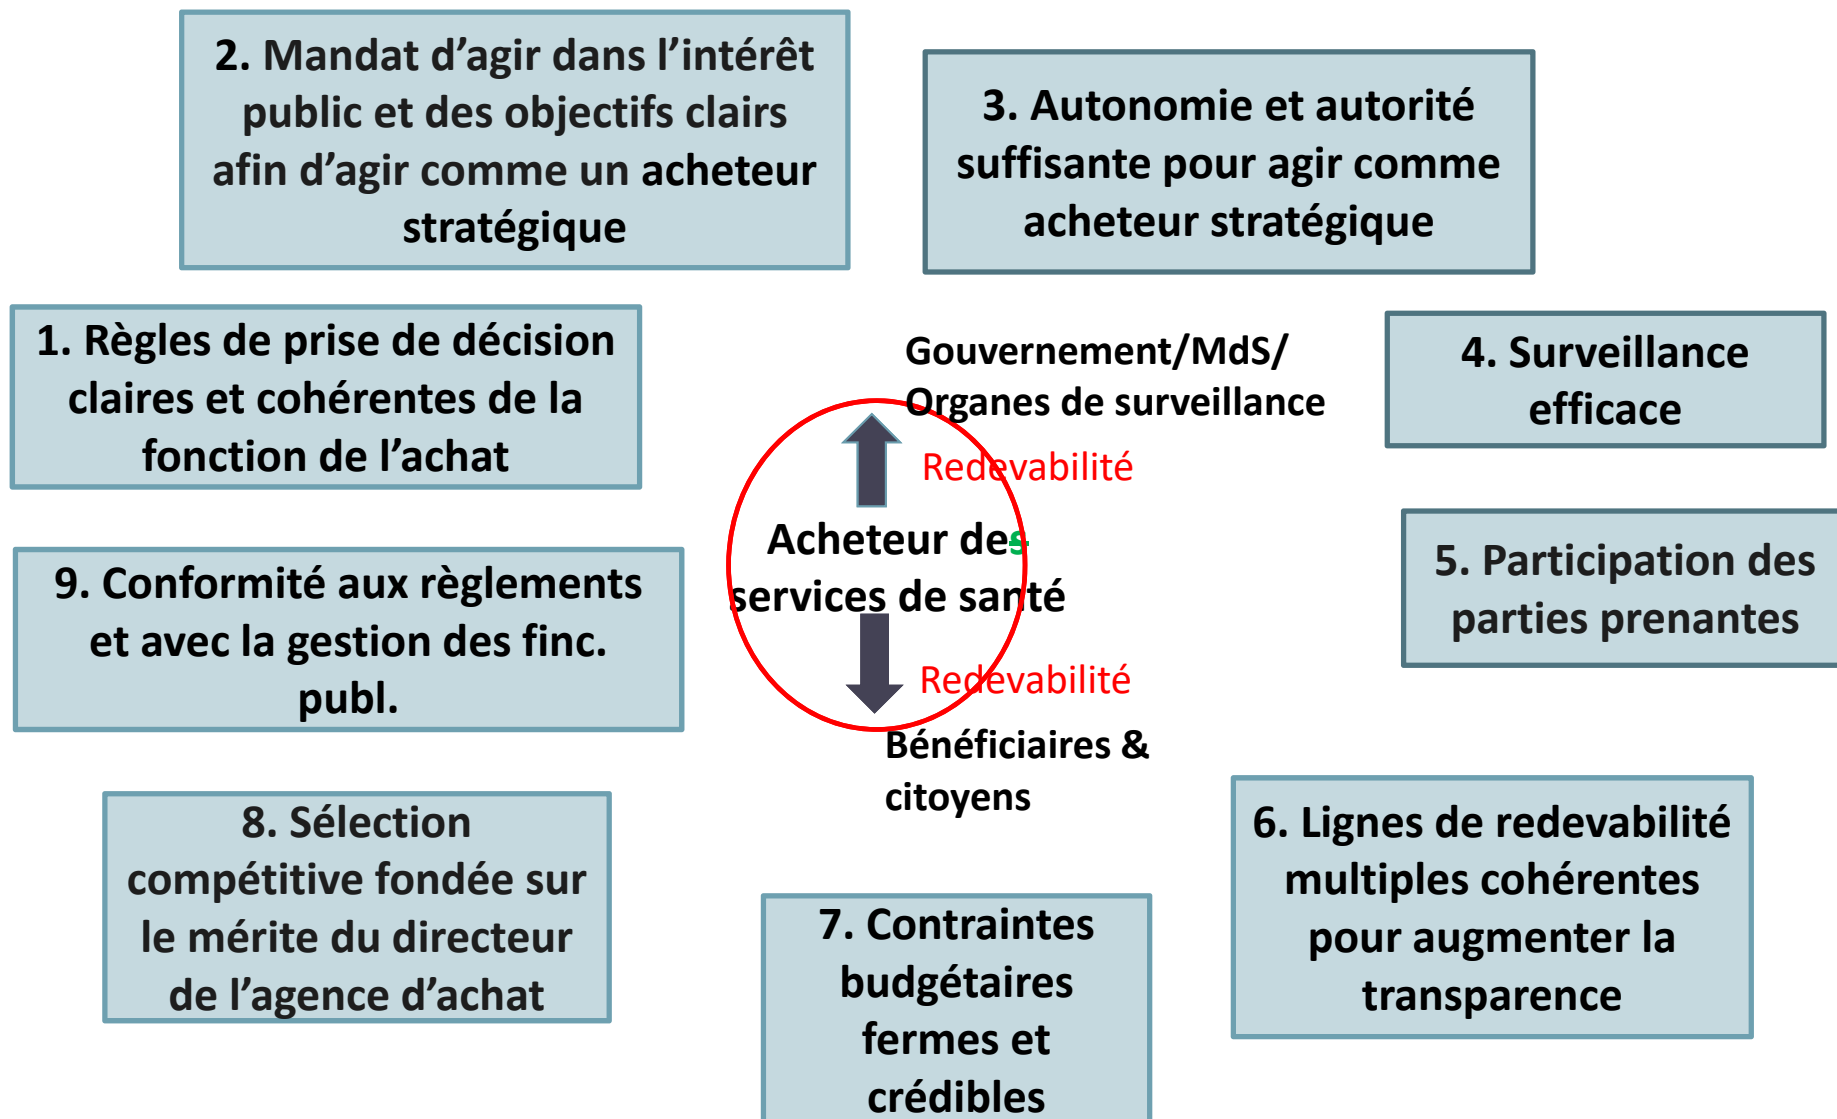 2. Mandat d’agir dans l’intérêt
public et des objectifs clairs
afin d’agir comme un acheteur
stratégique
3. Autonomie et autorité
suffisante pour agir comme
acheteur stratégique
1. Règles de prise de décision
claires et cohérentes de la
fonction de l’achat
Gouvernement/MdS/
Organes de surveillance
4. Surveillance
efficace
Redevabilité
Acheteur des
services de santé
Redevabilité
Bénéficiaires &
citoyens
5. Participation des
parties prenantes
9. Conformité aux règlements
et avec la gestion des finc.
publ.
8. Sélection
compétitive fondée sur
le mérite du directeur
de l’agence d’achat
7. Contraintes
budgétaires
fermes et
crédibles
6. Lignes de redevabilité
multiples cohérentes
pour augmenter la
transparence